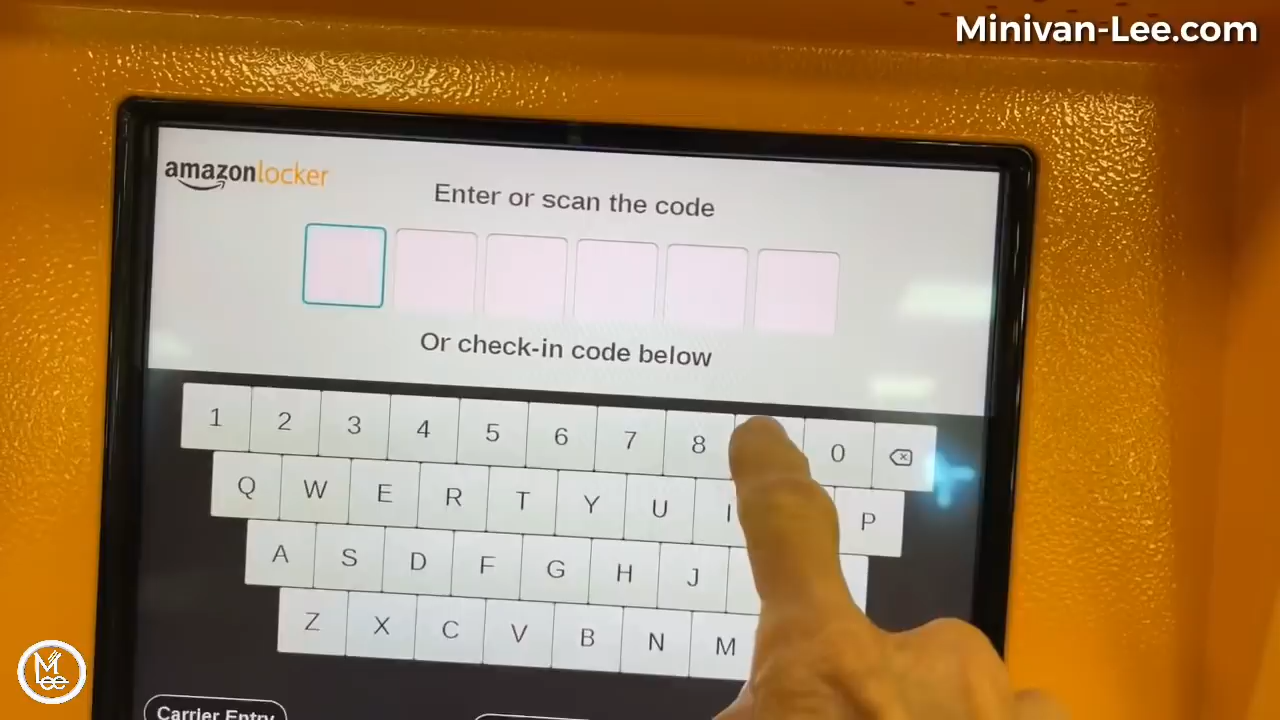 Minivan-Lee.com
amazonlocker
Enter or scan the code
Or check-in code below
1 2 3 4 5 6 7 8 0
Q W E R T Y U I P
A S D F G H J
Z X C V B N M
Carrier Entry
M
ee